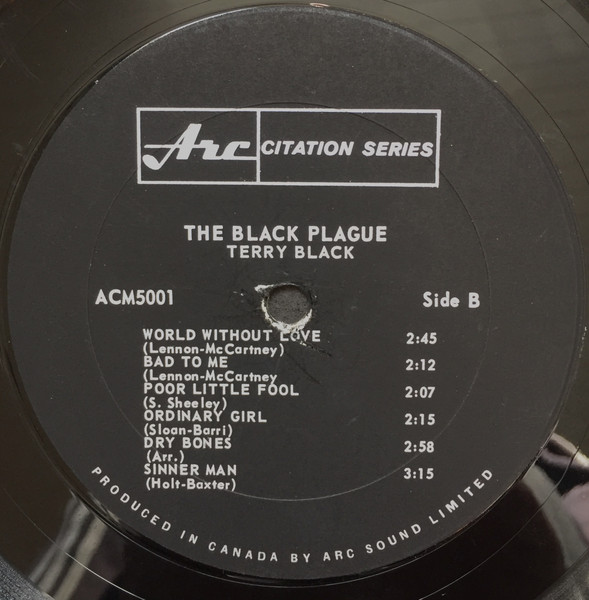 Arc CITATION SERIES
THE BLACK PLAGUE
TERRY BLACK
ACM5001 Side B
WORLD WITHOUT LOVE 2:45
(Lennon-McCartney)
BAD TO ME 2:12
(Lennon-McCartney
POOR LITTLE FOOL 2:07
(S. Sheeley)
ORDINARY GIRL 2:15
(Sloan-Barri)
DRY BONES 2:58
(Arr.)
SINNER MAN 3:15
(Holt-Baxter)
PRODUCED IN CANADA BY ARC SOUND LIMITED